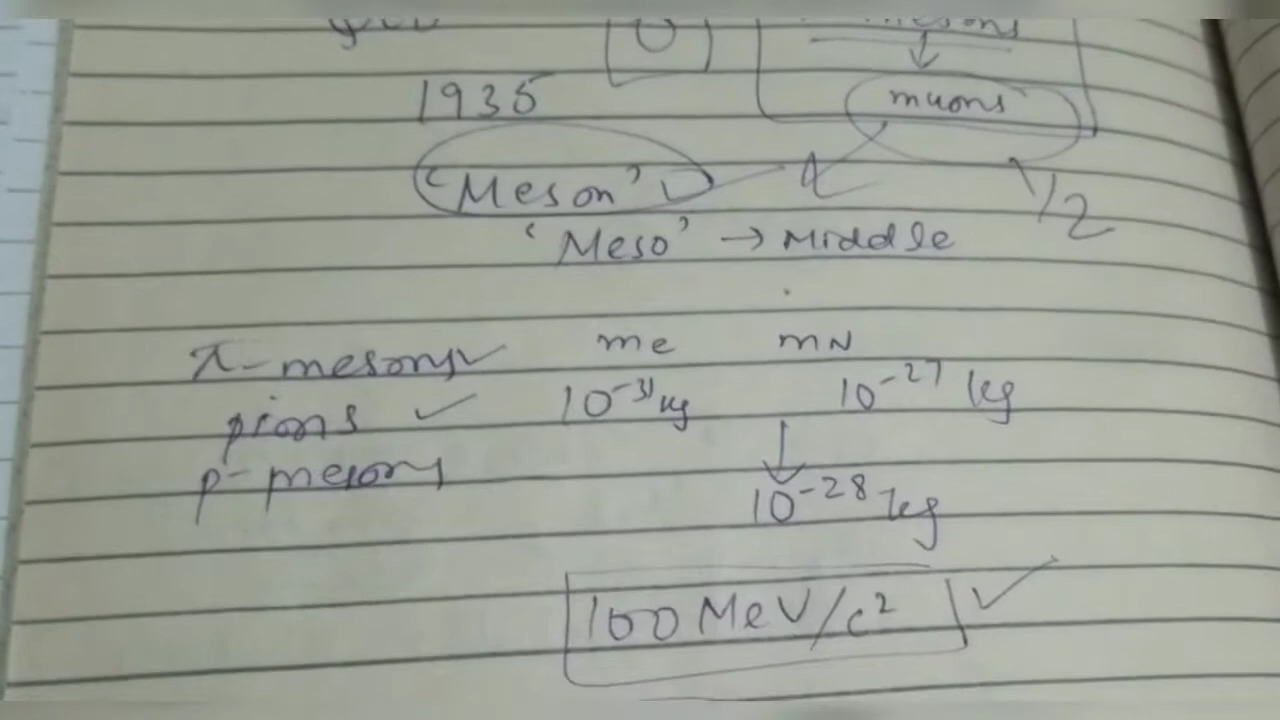 mesons
↓
muons
1935
'Meson'
1/2
'Meso' → Middle
π-mesons ✓ me mN
pions ✓ 10⁻³¹ kg 10⁻²⁷ kg
ρ-mesons ↓
10⁻²⁸ kg
100 MeV/c² ✓